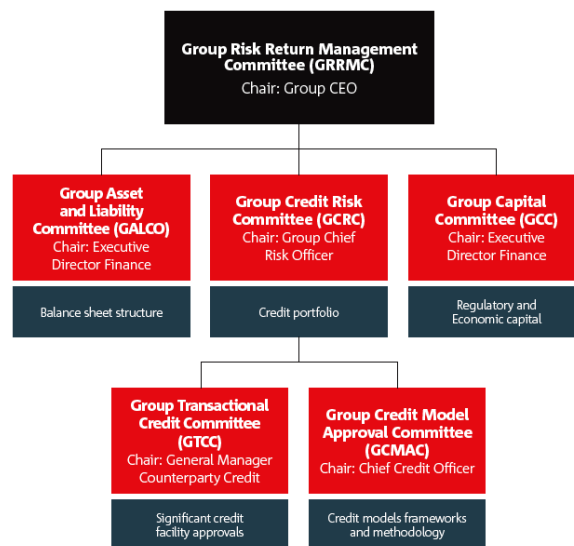 Group Risk Return Management
Committee (GRRMC)
Chair: Group CEO
Group Asset
and Liability
Committee (GALCO)
Chair: Executive
Director Finance
Balance sheet structure
Group Credit Risk
Committee (GCRC)
Chair: Group Chief
Risk Officer
Credit portfolio
Group Capital
Committee (GCC)
Chair: Executive
Director Finance
Regulatory and
Economic capital
Group Transactional
Credit Committee
(GTCC)
Chair: General Manager
Counterparty Credit
Significant credit
facility approvals
Group Credit Model
Approval Committee
(GCMAC)
Chair: Chief Credit Officer
Credit models frameworks
and methodology